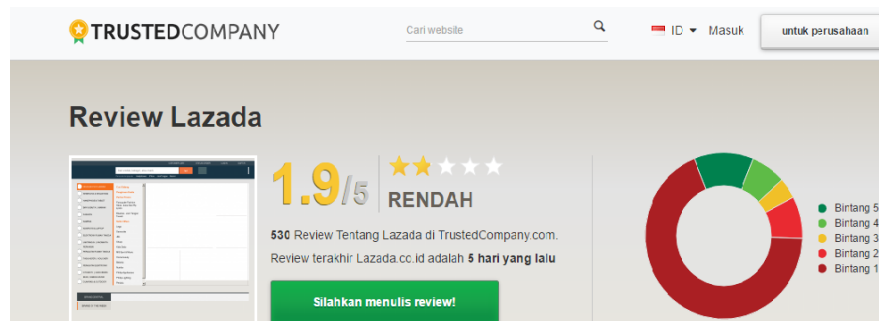 TRUSTEDCOMPANY
Cari website
ID
Masuk
untuk perusahaan
Review Lazada
1.9/5
RENDAH
530 Review Tentang Lazada di TrustedCompany.com.
Review terakhir Lazada.co.id adalah 5 hari yang lalu
Silahkan menulis review!
Bintang 5
Bintang 4
Bintang 3
Bintang 2
Bintang 1